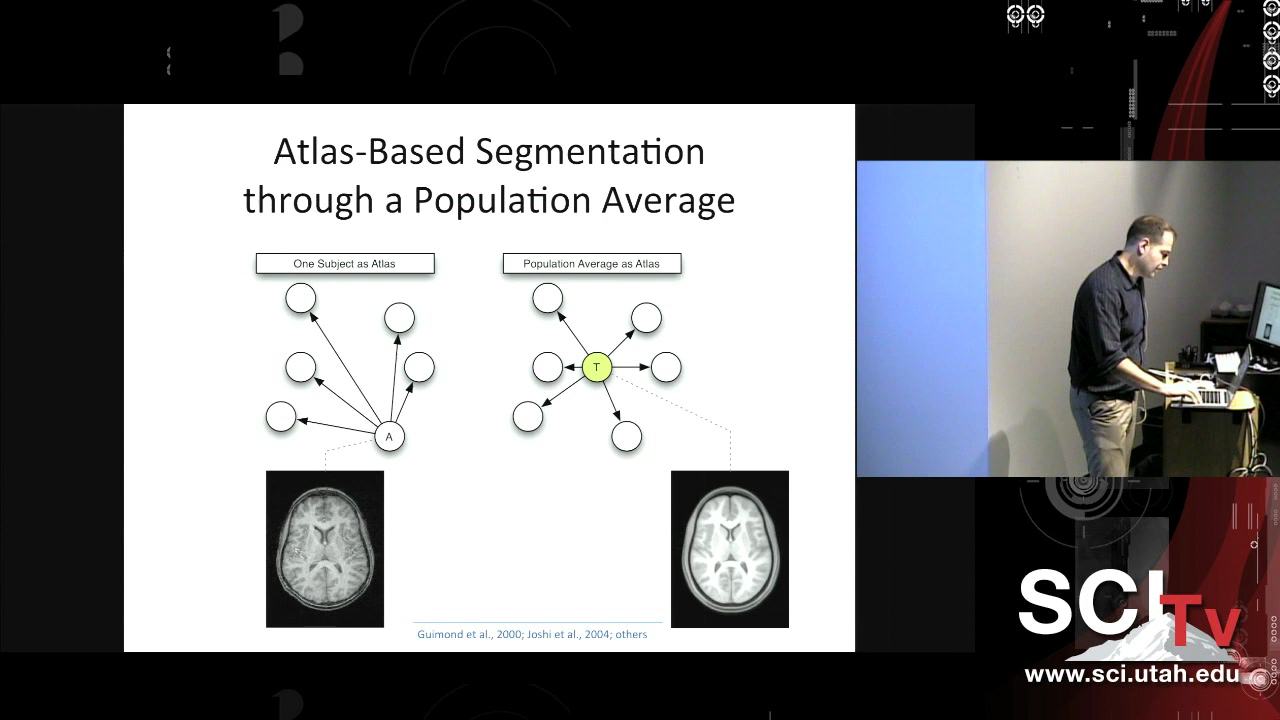 Atlas-Based Segmentation
through a Population Average
One Subject as Atlas
Population Average as Atlas
T
A
Guimond et al., 2000; Joshi et al., 2004; others
SCI
Tv
www.sci.utah.edu